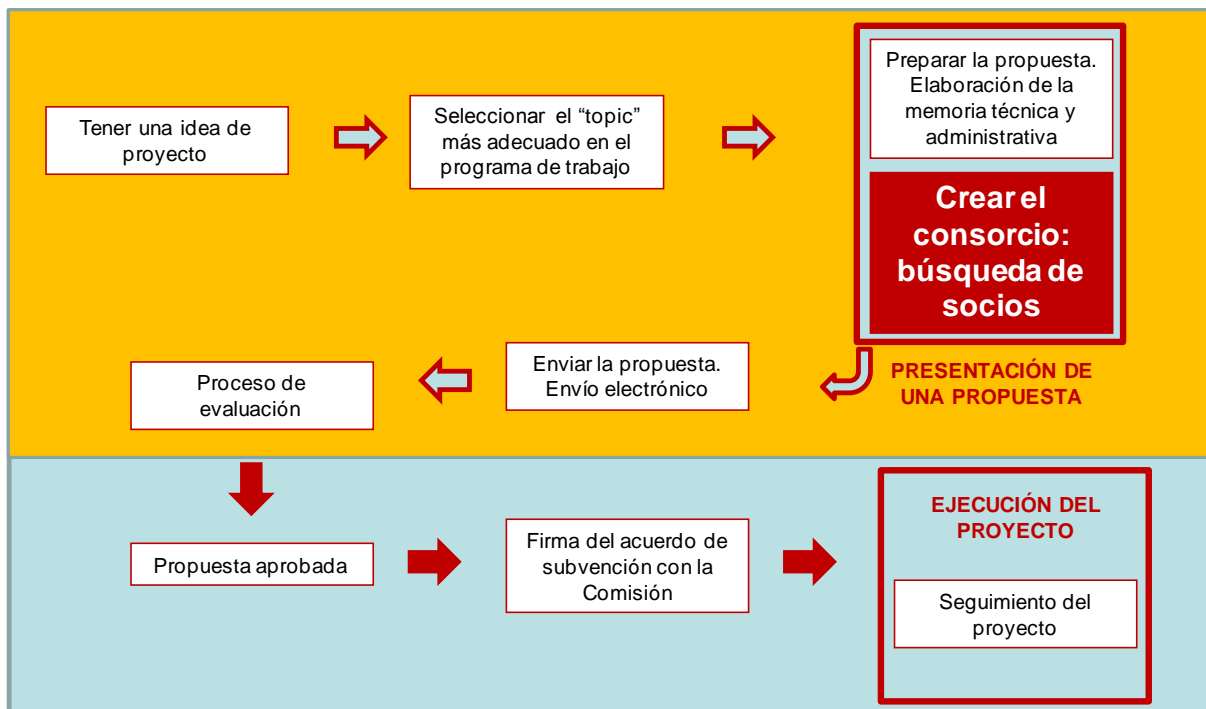 Tener una idea de
proyecto
Seleccionar el “topic”
más adecuado en el
programa de trabajo
Preparar la propuesta.
Elaboración de la
memoria técnica y
administrativa
Crear el
consorcio:
búsqueda de
socios
PRESENTACIÓN DE
UNA PROPUESTA
Enviar la propuesta.
Envío electrónico
Proceso de
evaluación
Propuesta aprobada
Firma del acuerdo de
subvención con la
Comisión
EJECUCIÓN DEL
PROYECTO
Seguimiento del
proyecto